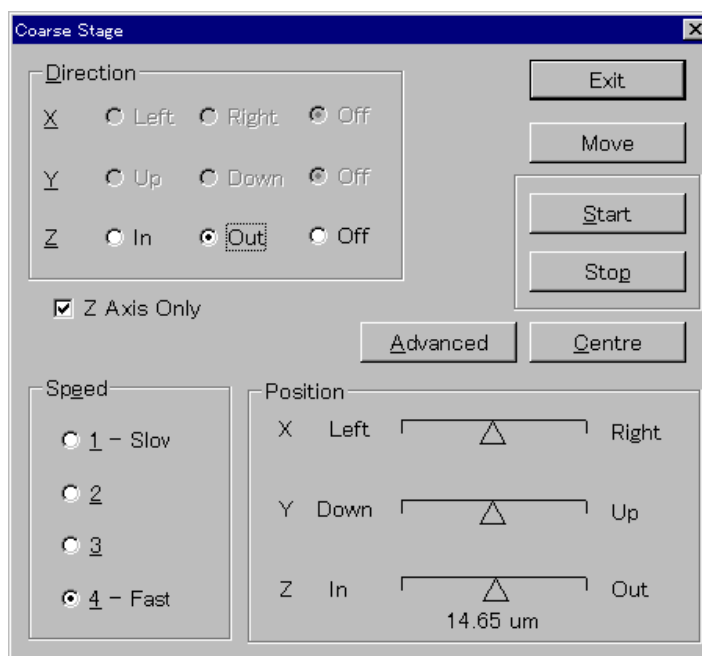 Coarse Stage
Direction
X Left Right Off
Y Up Down Off
Z In Out Off
Z Axis Only
Exit
Move
Start
Stop
Advanced
Centre
Speed
1 - Slov
2
3
4 - Fast
Position
X Left Right
Y Down Up
Z In Out
14.65 um